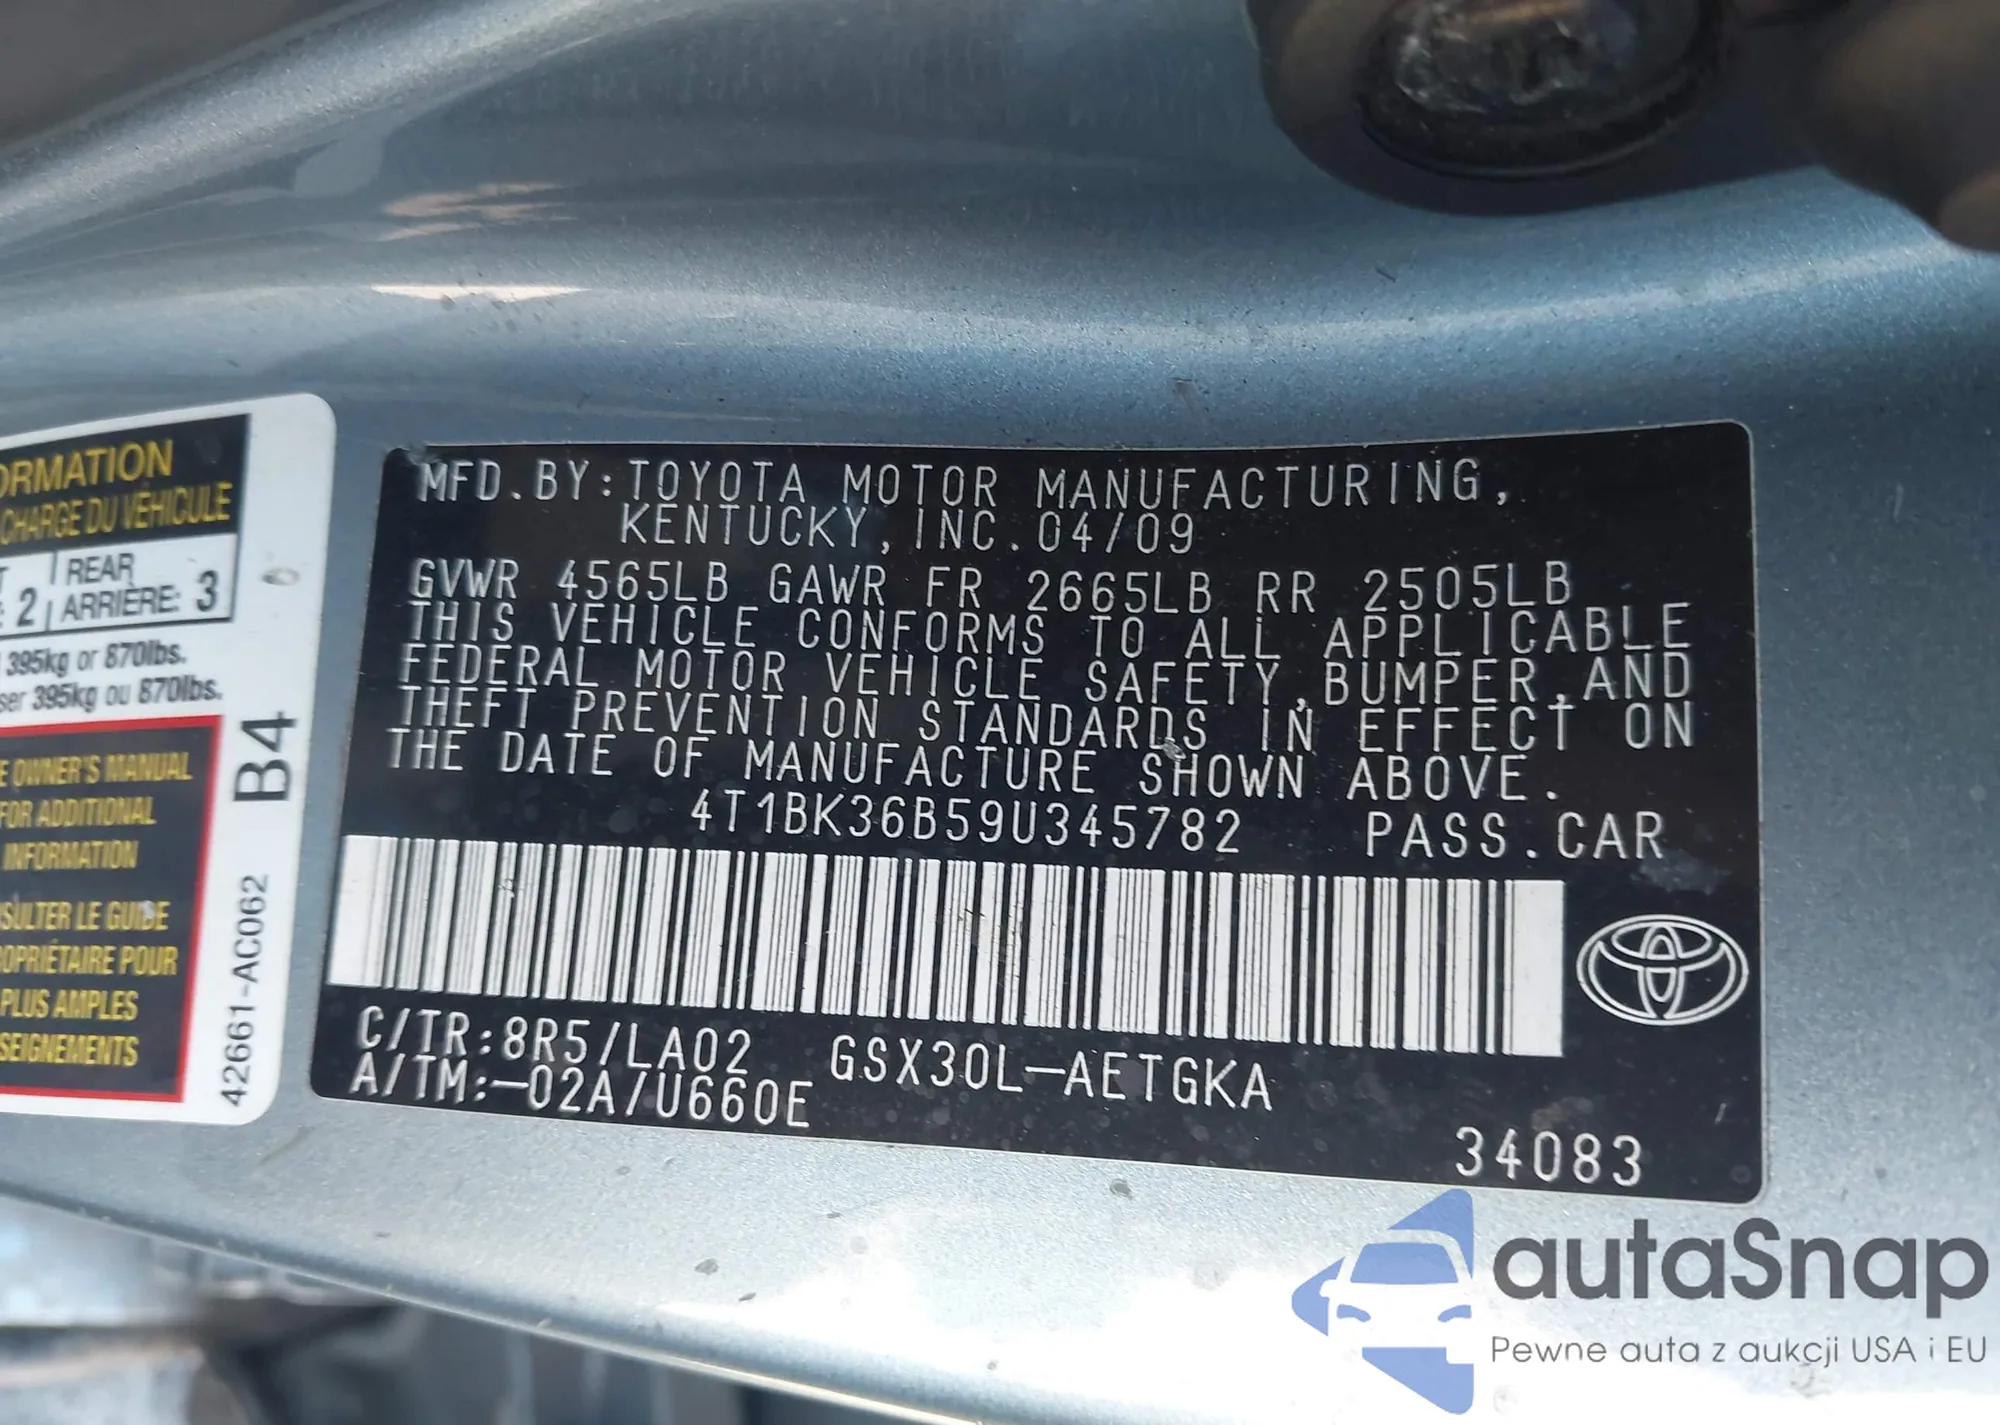 ORMATION
CHARGE DU VÉHICULE
REAR
: 2 ARRIÈRE: 3
395kg or 870lbs.
ser 395kg ou 870lbs.
E OWNER'S MANUAL
FOR ADDITIONAL
INFORMATION
SULTER LE GUIDE
OPRIÉTAIRE POUR
PLUS AMPLES
SEIGNEMENTS
B4
42661-AC062
MFD.BY:TOYOTA MOTOR MANUFACTURING,
KENTUCKY,INC.04/09
GVWR 4565LB GAWR FR 2665LB RR 2505LB
THIS VEHICLE CONFORMS TO ALL APPLICABLE
FEDERAL MOTOR VEHICLE SAFETY,BUMPER,AND
THEFT PREVENTION STANDARDS IN EFFECT ON
THE DATE OF MANUFACTURE SHOWN ABOVE.
4T1BK36B59U345782 PASS.CAR
C/TR:8R5/LA02 GSX30L-AETGKA
A/TM:-02A/U660E
34083
autaSnap
Pewne auta z aukcji USA i EU